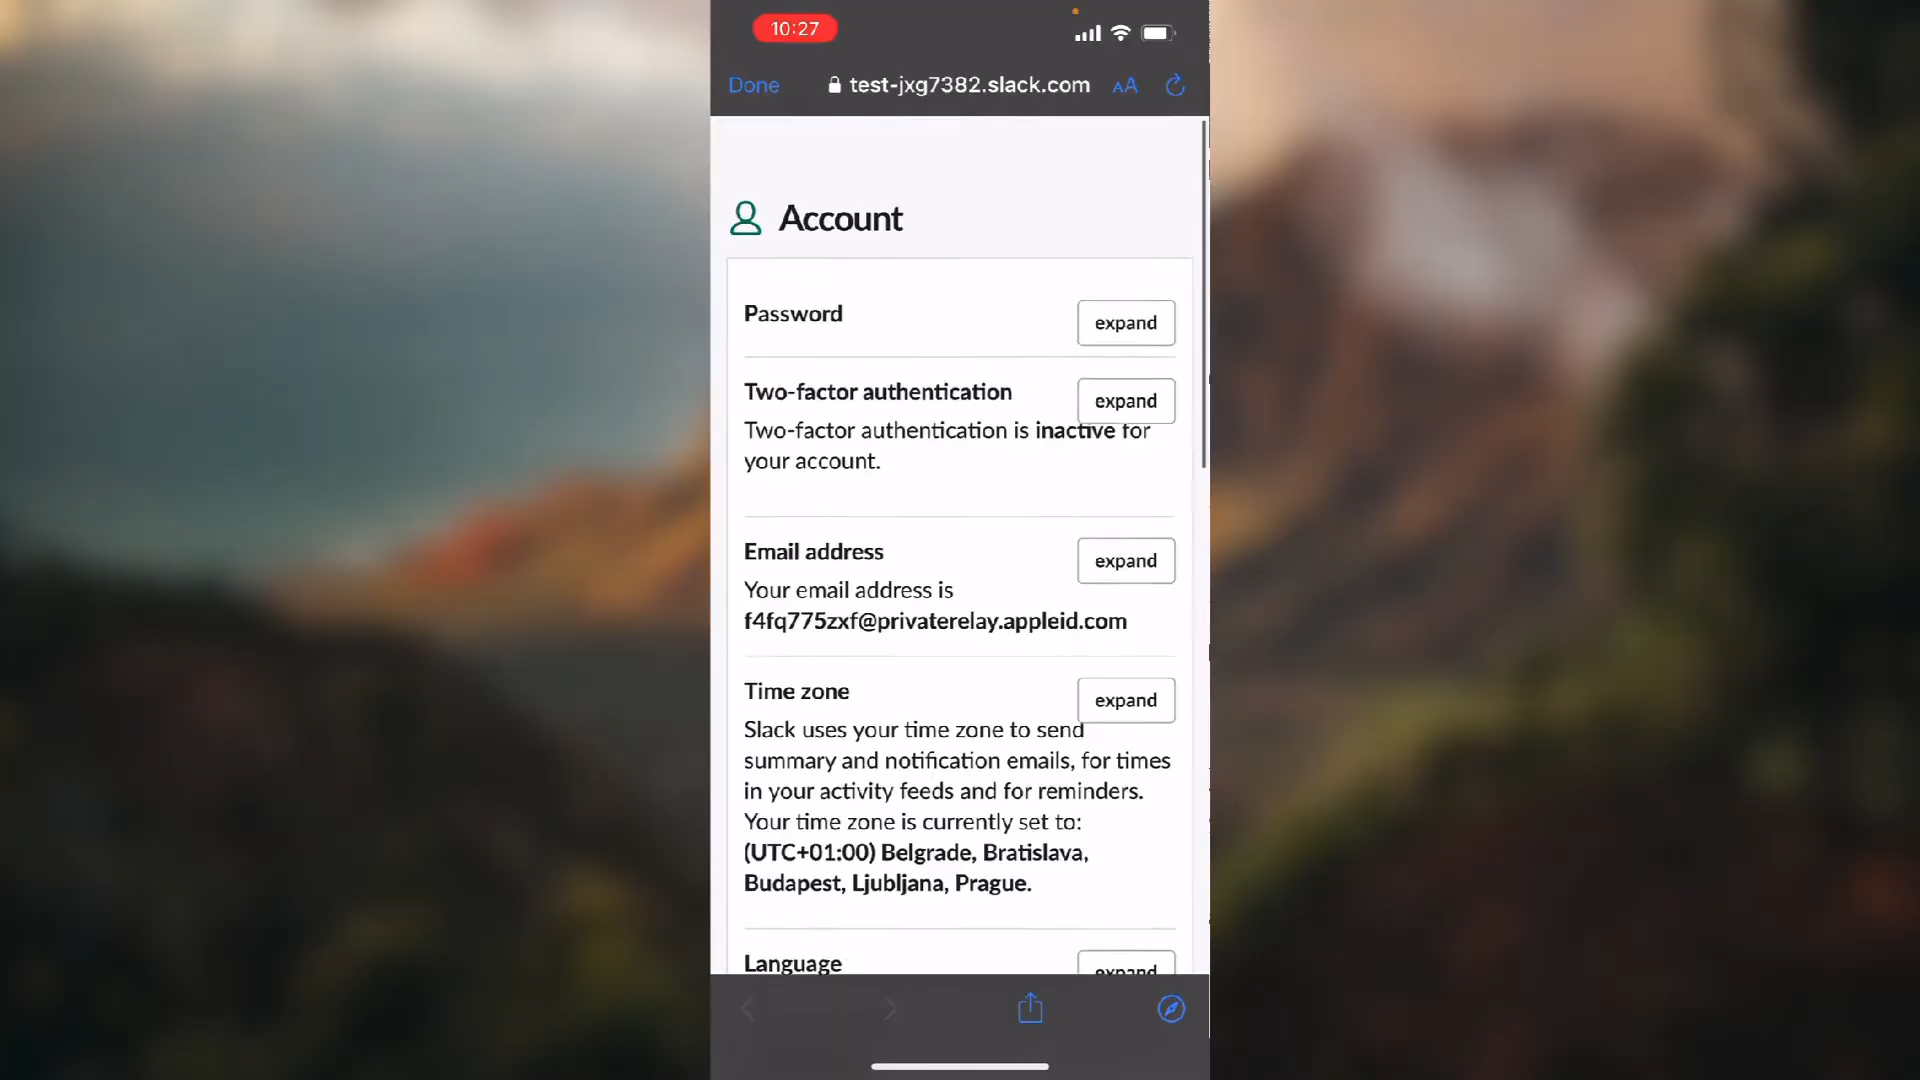 10:27
Done test-jxg7382.slack.com AA
Account
Password expand
Two-factor authentication expand
Two-factor authentication is inactive for
your account.
Email address expand
Your email address is
f4fq775zxf@privaterelay.appleid.com
Time zone expand
Slack uses your time zone to send
summary and notification emails, for times
in your activity feeds and for reminders.
Your time zone is currently set to:
(UTC+01:00) Belgrade, Bratislava,
Budapest, Ljubljana, Prague.
Language expand